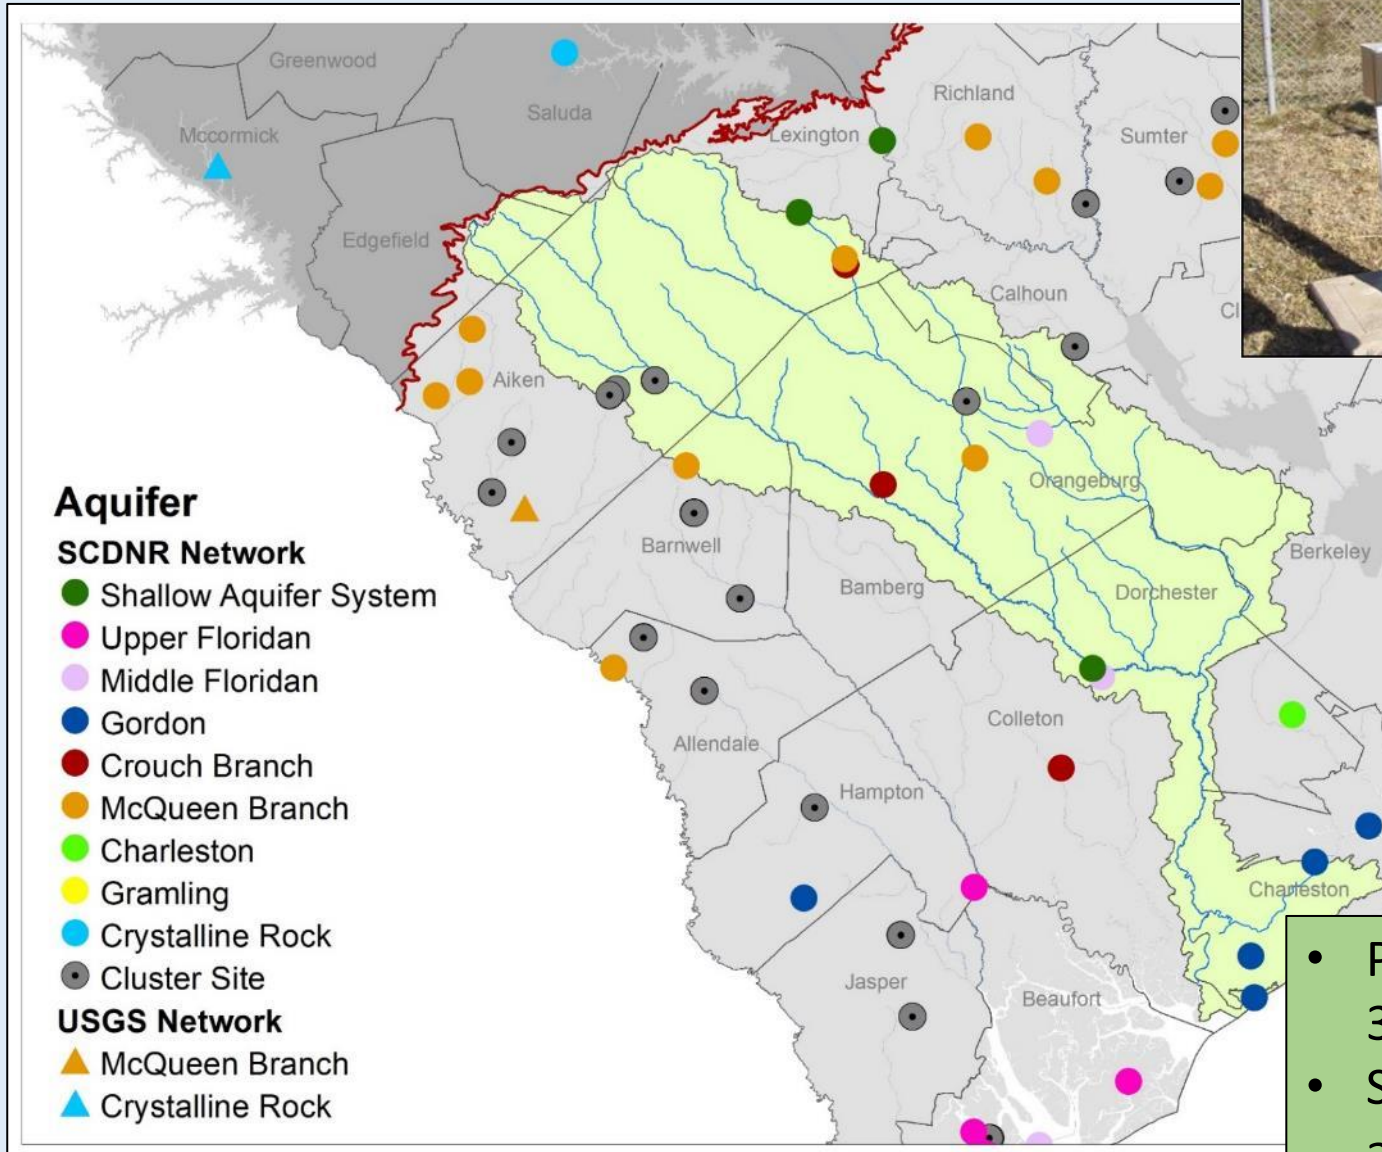 Greenwood
Saluda
Mccormick
Edgefield
Lexington
Richland
Sumter
Calhoun
Cl
Aiken
Orangeburg
Barnwell
Bamberg
Berkeley
Dorchester
Allendale
Colleton
Hampton
Charleston
Jasper
Beaufort
Aquifer
SCDNR Network
Shallow Aquifer System
Upper Floridan
Middle Floridan
Gordon
Crouch Branch
McQueen Branch
Charleston
Gramling
Crystalline Rock
Cluster Site
USGS Network
McQueen Branch
Crystalline Rock
• P
3
• S